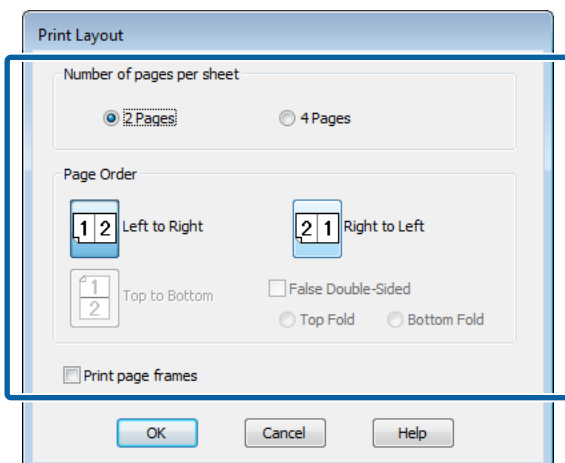 Print Layout
Number of pages per sheet
2 Pages
4 Pages
Page Order
1 2 Left to Right
2 1 Right to Left
1
2
Top to Bottom
False Double-Sided
Top Fold
Bottom Fold
Print page frames
OK
Cancel
Help